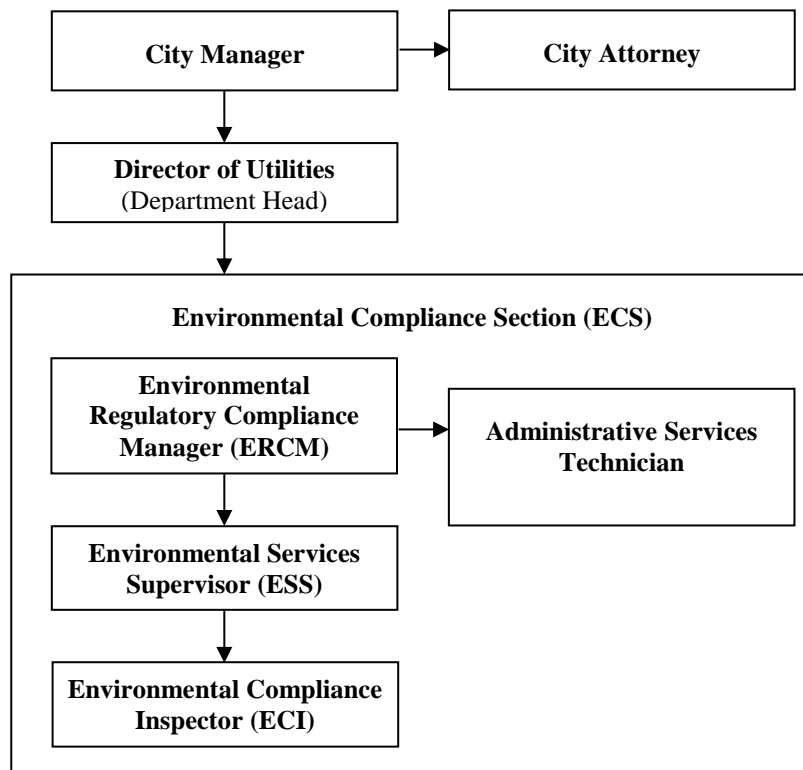 City Manager
City Attorney
Director of Utilities
(Department Head)
Environmental Compliance Section (ECS)
Environmental
Regulatory Compliance
Manager (ERCM)
Administrative Services
Technician
Environmental Services
Supervisor (ESS)
Environmental Compliance
Inspector (ECI)